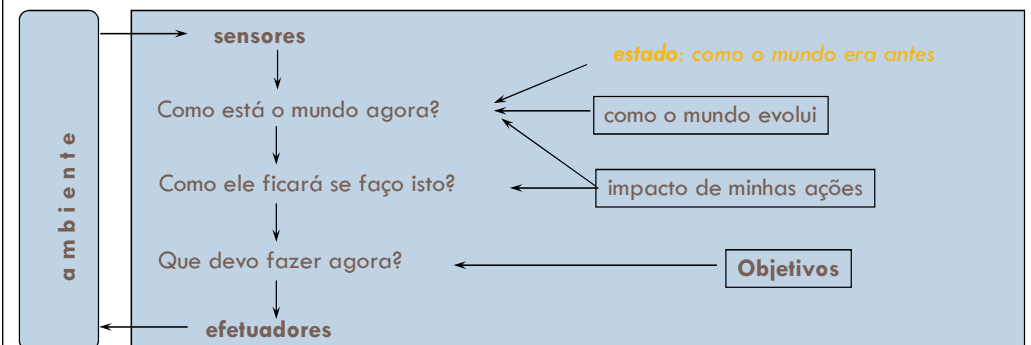 sensores
estado: como o mundo era antes
Como está o mundo agora?
como o mundo evolui
Como ele ficará se faço isto?
impacto de minhas ações
Que devo fazer agora?
Objetivos
efetuadores
ambiente